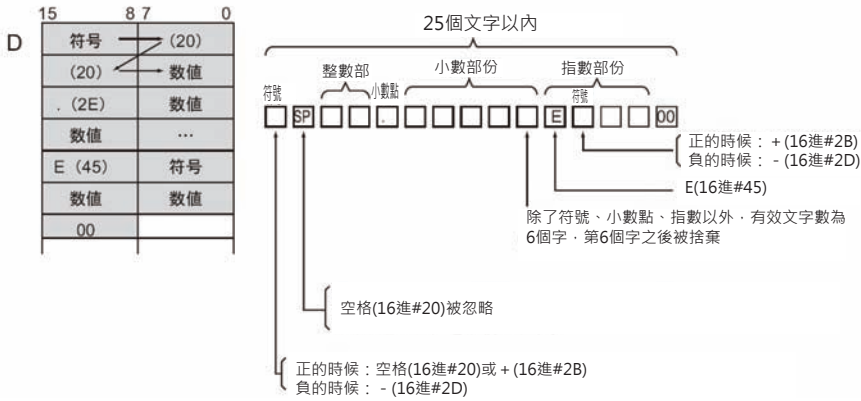 15 8 7 0
D
符号 (20)
(20) 数値
. (2E) 数値
数値 …
E (45) 符号
数値 数値
00
25個文字以內
整數部 小數部份 指數部份
符號 小數點 符號
SP . E 00
正的時候：+(16進#2B)
負的時候：-(16進#2D)
E(16進#45)
除了符號、小數點、指數以外，有效文字數為
6個字，第6個字之後被捨棄
空格(16進#20)被忽略
正的時候：空格(16進#20)或+(16進#2B)
負的時候：-(16進#2D)